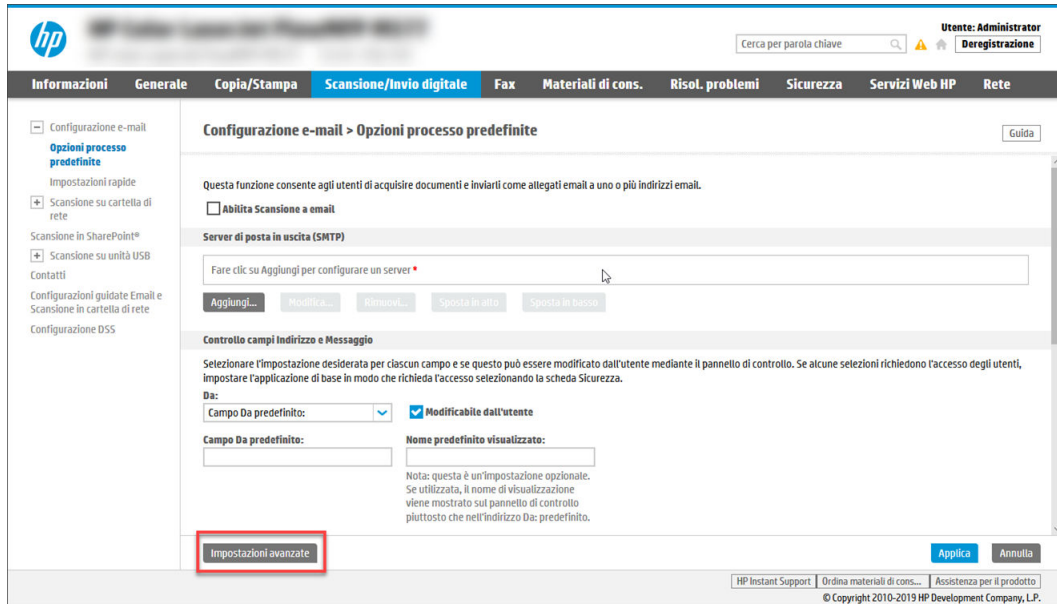 hp
Utente: Administrator
Cerca per parola chiave
Deregistrazione
Informazioni Generale Copia/Stampa Scansione/Invio digitale Fax Materiali di cons. Risol. problemi Sicurezza Servizi Web HP Rete
Configurazione e-mail
Opzioni processo
predefinite
Impostazioni rapide
Scansione su cartella di
rete
Scansione in SharePoint®
Scansione su unità USB
Contatti
Configurazioni guidate Email e
Scansione in cartella di rete
Configurazione DSS
Configurazione e-mail > Opzioni processo predefinite
Guida
Questa funzione consente agli utenti di acquisire documenti e inviarli come allegati email a uno o più indirizzi email.
Abilita Scansione a email
Server di posta in uscita (SMTP)
Fare clic su Aggiungi per configurare un server *
Aggiungi... Modifica... Rimuovi... Sposta in alto Sposta in basso
Controllo campi Indirizzo e Messaggio
Selezionare l'impostazione desiderata per ciascun campo e se questo può essere modificato dall'utente mediante il pannello di controllo. Se alcune selezioni richiedono l'accesso degli utenti,
impostare l'applicazione di base in modo che richieda l'accesso selezionando la scheda Sicurezza.
Da:
Campo Da predefinito: Modificabile dall'utente
Campo Da predefinito: Nome predefinito visualizzato:
Nota: questa è un'impostazione opzionale.
Se utilizzata, il nome di visualizzazione
viene mostrato sul pannello di controllo
piuttosto che nell'indirizzo Da: predefinito.
Impostazioni avanzate Applica Annulla
HP Instant Support Ordina materiali di cons... Assistenza per il prodotto
© Copyright 2010-2019 HP Development Company, L.P.